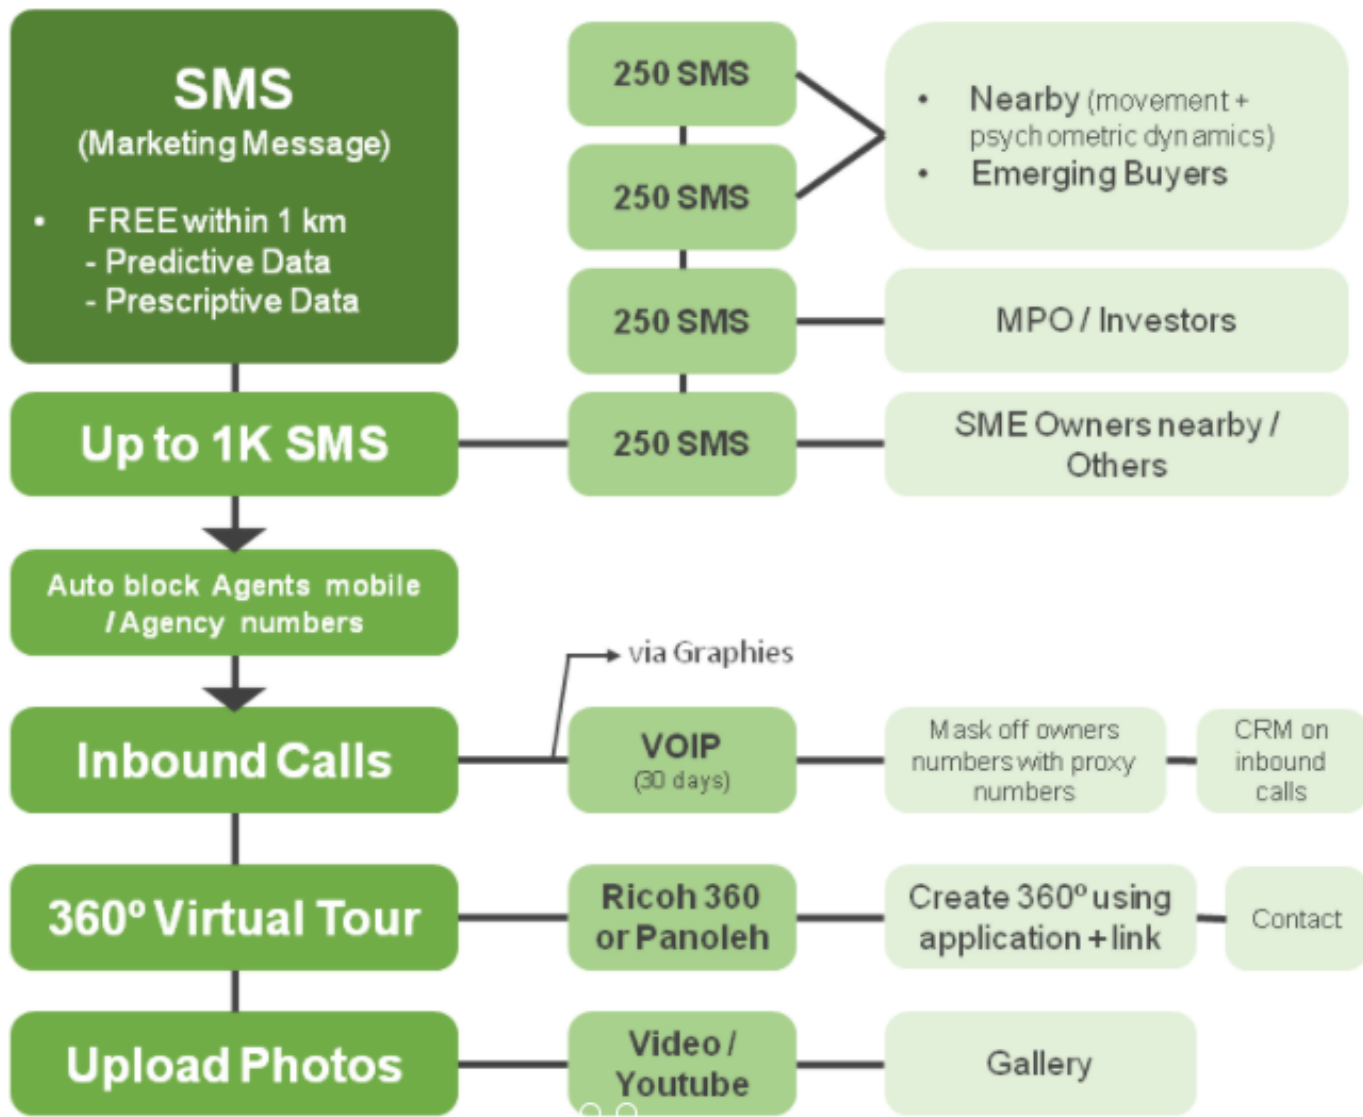 SMS
(Marketing Message)
• FREE within 1 km
- Predictive Data
- Prescriptive Data
250 SMS
250 SMS
• Nearby (movement +
psychometric dynamics)
• Emerging Buyers
250 SMS
MPO / Investors
Up to 1K SMS
250 SMS
SME Owners nearby /
Others
Auto block Agents mobile
/ Agency numbers
via Graphies
Inbound Calls
VOIP
(30 days)
Mask off owners
numbers with proxy
numbers
CRM on
inbound
calls
360º Virtual Tour
Ricoh 360
or Panoleh
Create 360º using
application + link
Contact
Upload Photos
Video /
Youtube
Gallery